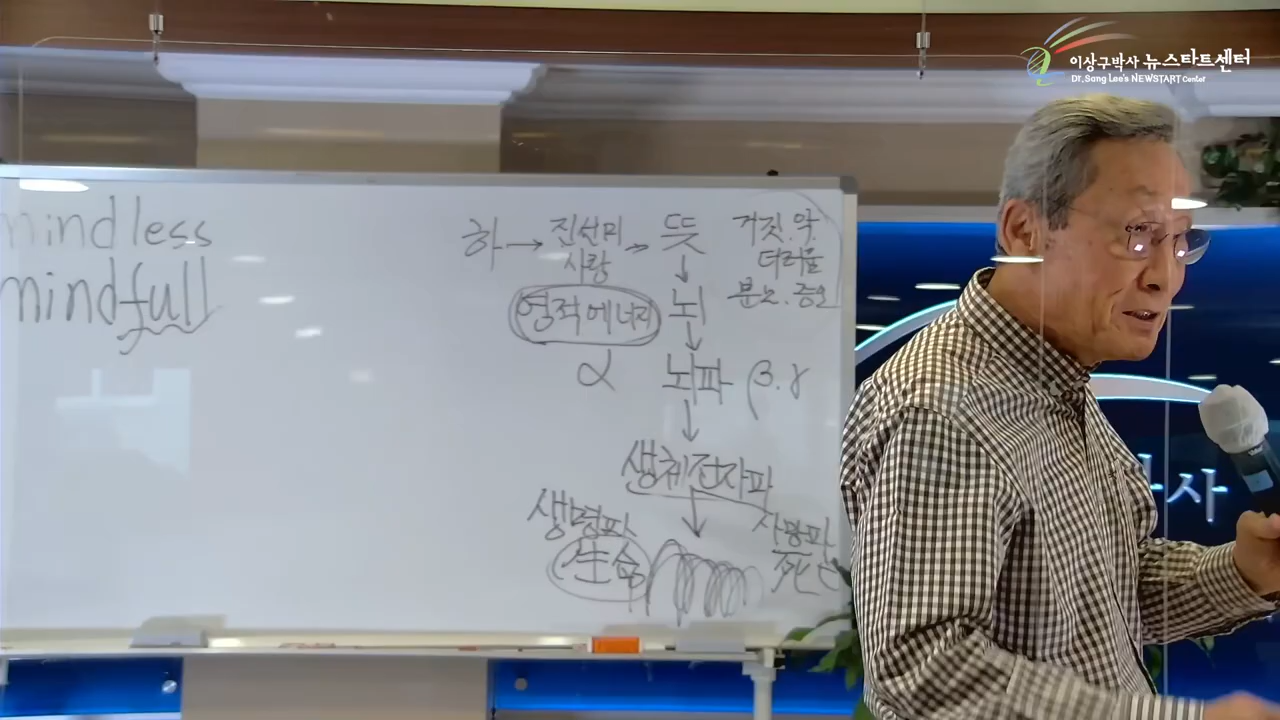 이상구박사 뉴스타트센터
Dr. Sang Lee's NEWSTART Center
mindless
mindfull
하 → 진선미 → 뜻 거짓.악.
사랑 더러움
영적에너지 뇌 분노.증오
α 뇌파 β.γ
생체전자파
생명파 사망파
生命 死
사